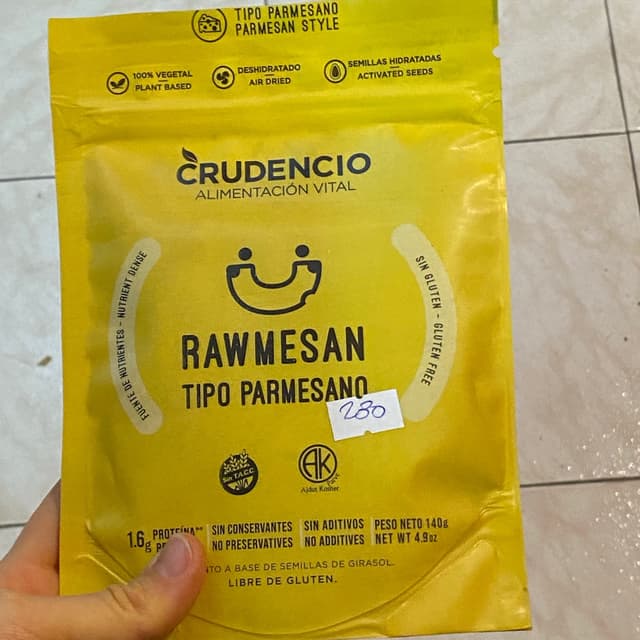 TIPO PARMESANO
PARMESAN STYLE
100% VEGETAL
PLANT BASED
DESHIDRATADO
AIR DRIED
SEMILLAS HIDRATADAS
ACTIVATED SEEDS
CRUDENCIO
ALIMENTACIÓN VITAL
FUENTE DE NUTRIENTES - NUTRIENT DENSE
SIN GLUTEN - GLUTEN FREE
RAWMESAN
TIPO PARMESANO
280
Sin T.A.C.C.
AK
Pave
Ajdut Kosher
1.6g PROTEÍNA**
SIN CONSERVANTES
NO PRESERVATIVES
SIN ADITIVOS
NO ADDITIVES
PESO NETO 140g
NET WT 4.9oz
A BASE DE SEMILLAS DE GIRASOL.
LIBRE DE GLUTEN.